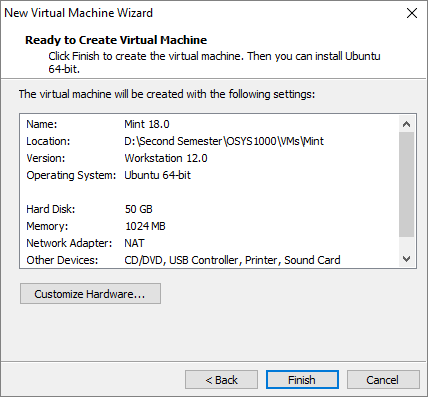 New Virtual Machine Wizard
Ready to Create Virtual Machine
Click Finish to create the virtual machine. Then you can install Ubuntu
64-bit.
The virtual machine will be created with the following settings:
Name: Mint 18.0
Location: D:\Second Semester\OSYS1000\VMs\Mint
Version: Workstation 12.0
Operating System: Ubuntu 64-bit
Hard Disk: 50 GB
Memory: 1024 MB
Network Adapter: NAT
Other Devices: CD/DVD, USB Controller, Printer, Sound Card
Customize Hardware...
< Back Finish Cancel